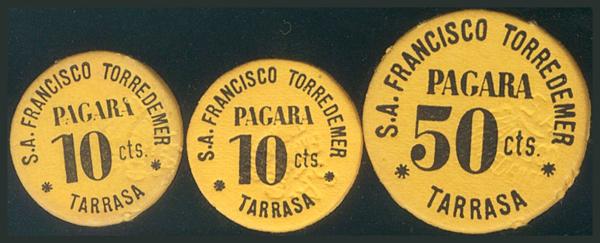 S.A. FRANCISCO TORREDEMER
PAGARA
10 cts.
* TARRASA *
S.A. FRANCISCO TORREDEMER
PAGARA
10 cts.
* TARRASA *
S.A. FRANCISCO TORREDEMER
PAGARA
50 cts.
* TARRASA *